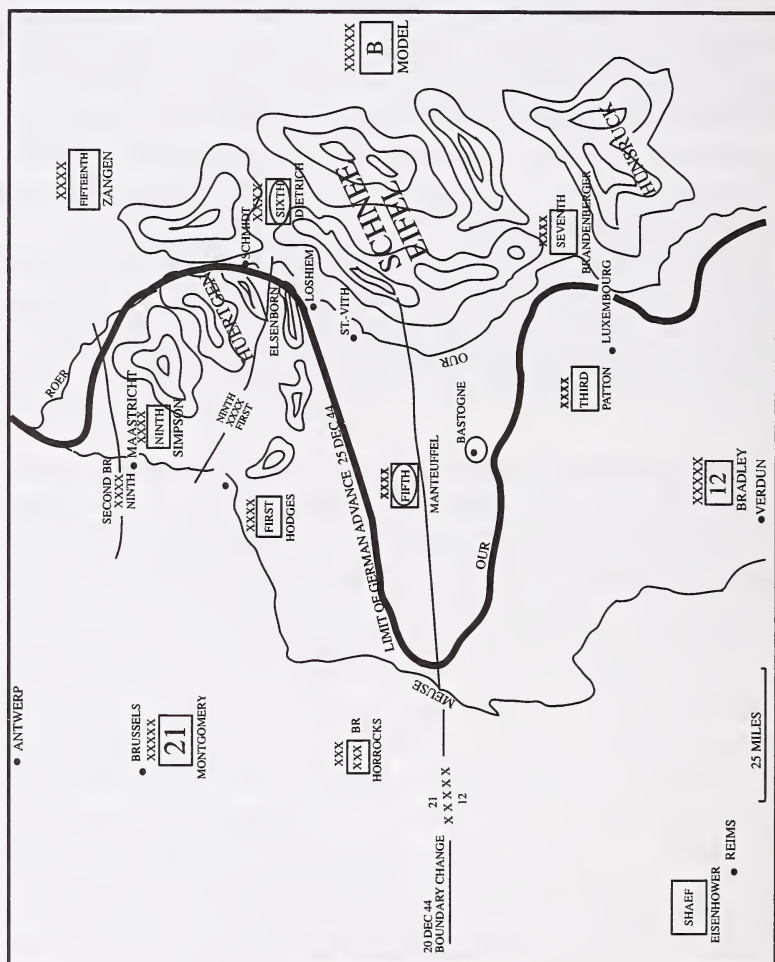 ANTWERP
BRUSSELS
XXXXX
21
MONTGOMERY
SECOND BR
XXXX
NINTH
MAASTRICHT
XXXX
NINTH
SIMPSON
ROER
XXXX
FIFTEENTH
ZANGEN
HUERTGEN
SCHMIDT
XXXX
SIXTH
DIETRICH
NINTH
XXXX
FIRST
ELSENBORN
LOSHIEM
ST.-VITH
XXXX
FIRST
HODGES
LIMIT OF GERMAN ADVANCE 25 DEC 44
XXXXX
B
MODEL
SCHNEE
EIFEL
XXX
XXX BR
HORROCKS
MEUSE
XXXX
FIFTH
MANTEUFFEL
OUR
20 DEC 44
BOUNDARY CHANGE
21
XXXXX
12
OUR
BASTOGNE
XXXX
SEVENTH
BRANDENBERGER
HUNSRUCK
XXXX
THIRD
PATTON
LUXEMBOURG
SHAEF
EISENHOWER
REIMS
XXXXX
12
BRADLEY
VERDUN
25 MILES